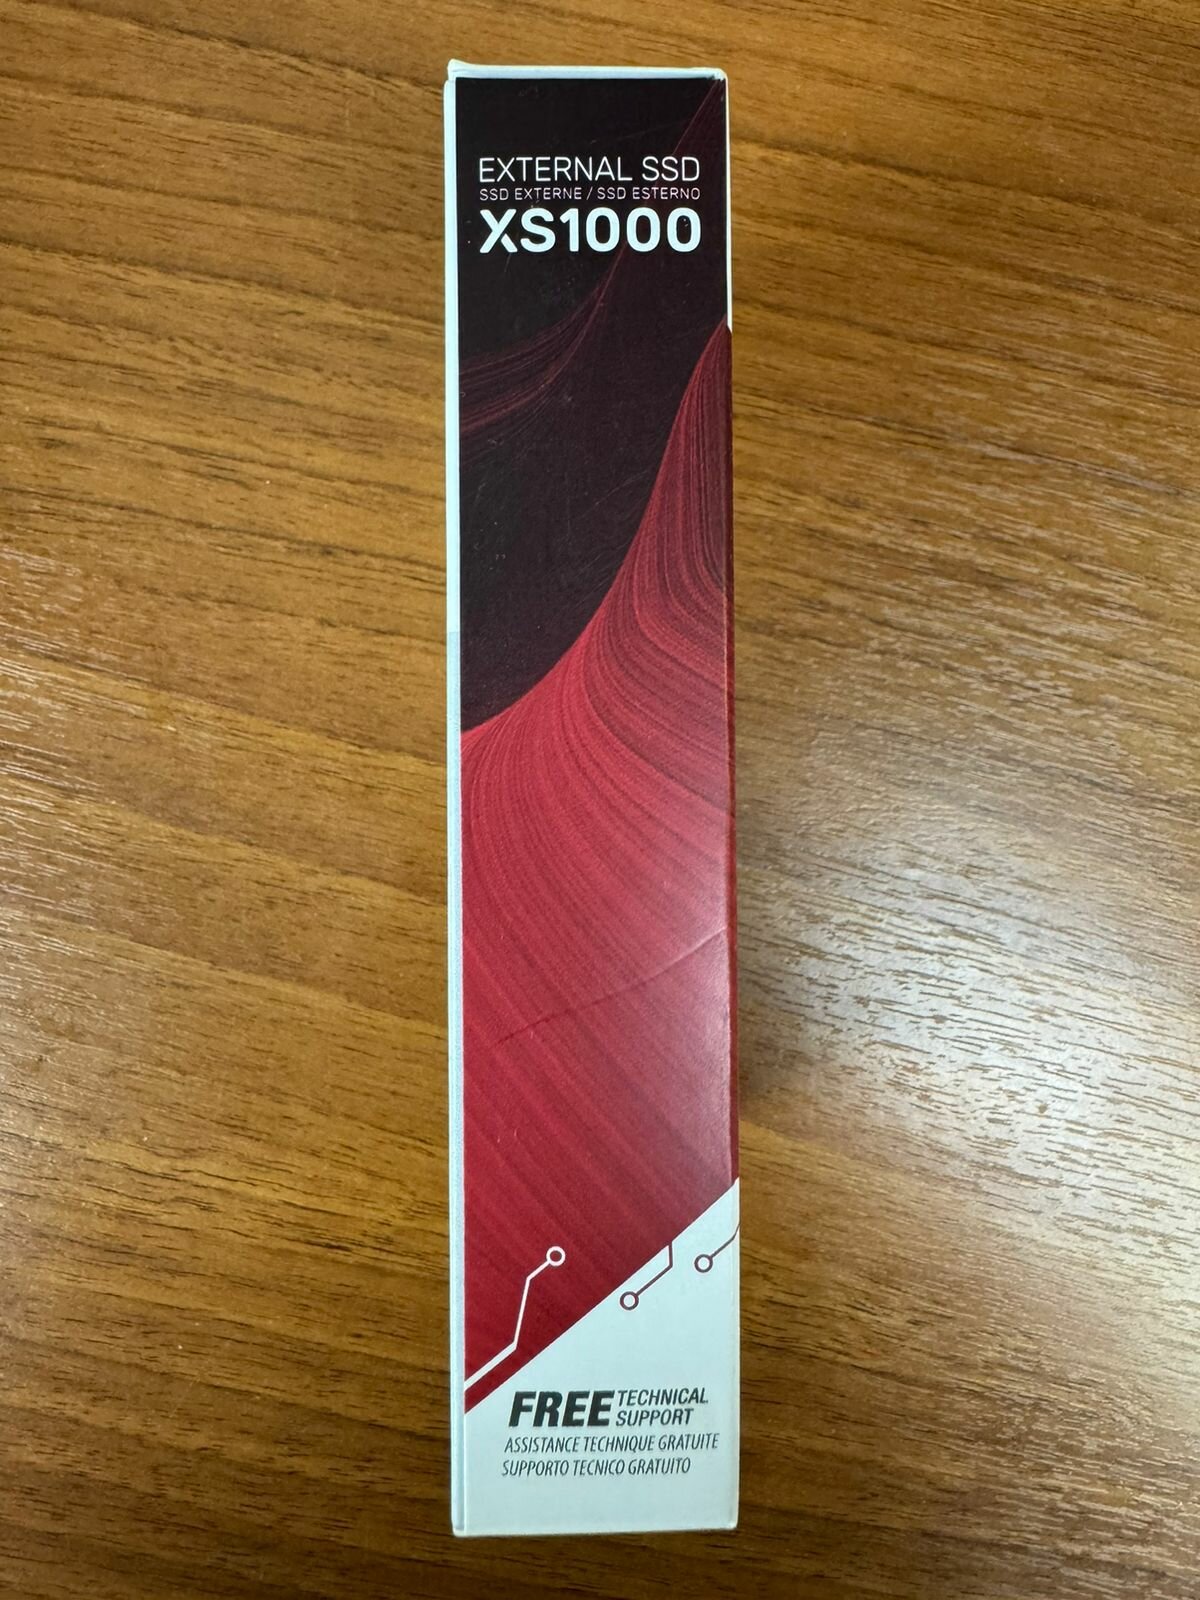 EXTERNAL SSD
SSD EXTERNE / SSD ESTERNO
XS1000
FREE TECHNICAL SUPPORT
ASSISTANCE TECHNIQUE GRATUITE
SUPPORTO TECNICO GRATUITO